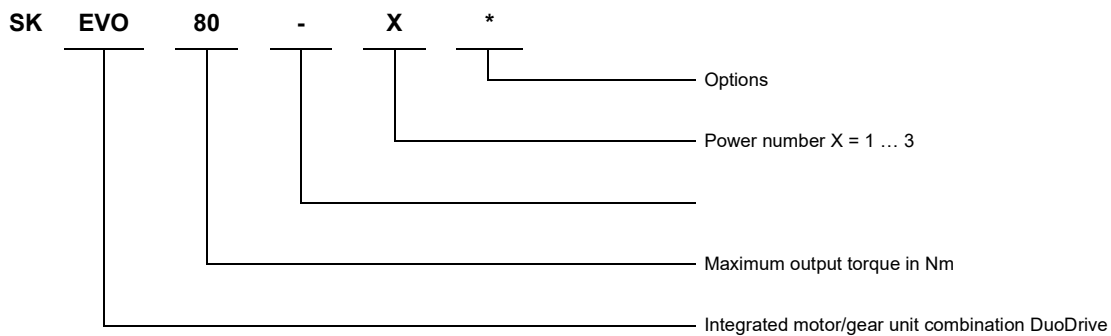 SK EVO 80 - X *
Options
Power number X = 1 … 3
Maximum output torque in Nm
Integrated motor/gear unit combination DuoDrive